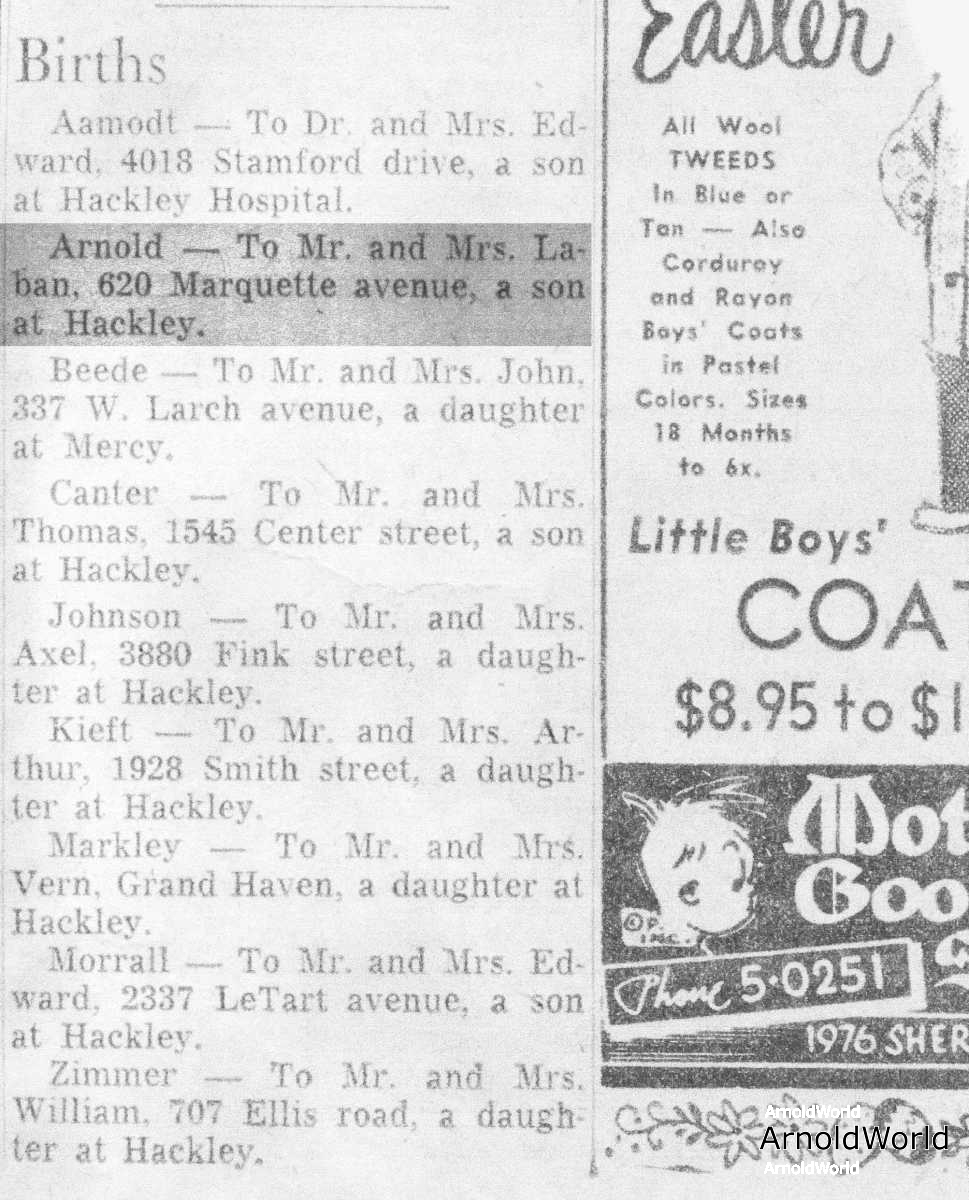 Births
Aamodt — To Dr. and Mrs. Ed-
ward, 4018 Stamford drive, a son
at Hackley Hospital.
Arnold — To Mr. and Mrs. La-
ban, 620 Marquette avenue, a son
at Hackley.
Beede — To Mr. and Mrs. John,
337 W. Larch avenue, a daughter
at Mercy.
Canter — To Mr. and Mrs.
Thomas, 1545 Center street, a son
at Hackley.
Johnson — To Mr. and Mrs.
Axel, 3880 Fink street, a daugh-
ter at Hackley.
Kieft — To Mr. and Mrs. Ar-
thur, 1928 Smith street, a daugh-
ter at Hackley.
Markley — To Mr. and Mrs.
Vern, Grand Haven, a daughter at
Hackley.
Morrall — To Mr. and Mrs. Ed-
ward, 2337 LeTart avenue, a son
at Hackley.
Zimmer — To Mr. and Mrs.
William, 707 Ellis road, a daugh-
ter at Hackley.
Easter
All Wool
TWEEDS
In Blue or
Tan — Also
Corduroy
and Rayon
Boys' Coats
in Pastel
Colors. Sizes
18 Months
to 6x.
Little Boys'
COAT
$8.95 to $1
Mot
Goo
Phone 5-0251
1976 SHER
ArnoldWorld
ArnoldWorld
ArnoldWorld